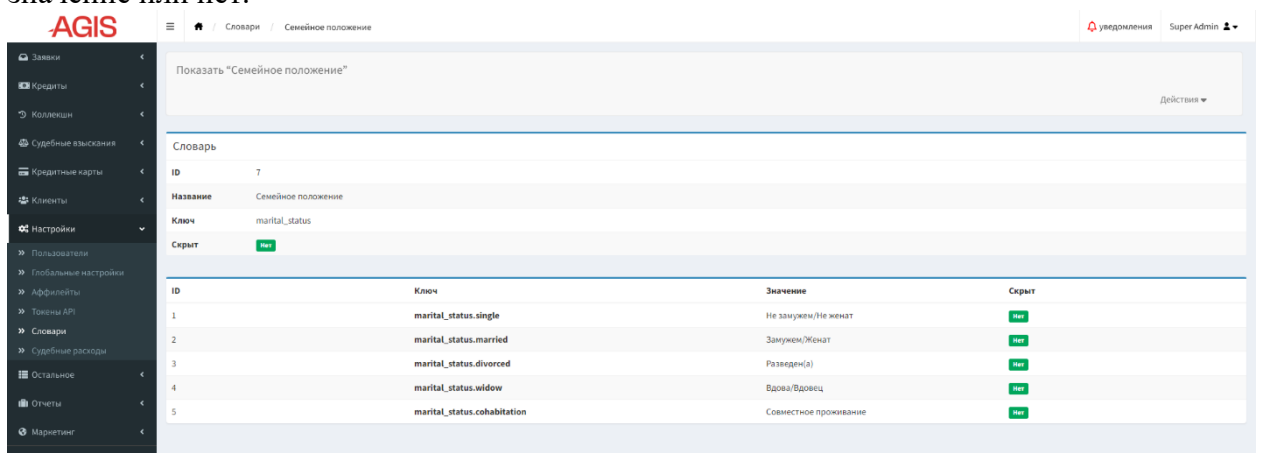 значение или нет.
AGIS
Словари / Семейное положение
уведомления Super Admin
Заявки
Кредиты
Коллекшн
Судебные взыскания
Кредитные карты
Клиенты
Настройки
Пользователи
Глобальные настройки
Аффилейты
Токены API
Словари
Судебные расходы
Остальное
Отчеты
Маркетинг
Показать "Семейное положение"
Действия
Словарь
ID 7
Название Семейное положение
Ключ marital_status
Скрыт Нет
ID Ключ Значение Скрыт
1 marital_status.single Не замужем/Не женат Нет
2 marital_status.married Замужем/Женат Нет
3 marital_status.divorced Разведен(а) Нет
4 marital_status.widow Вдова/Вдовец Нет
5 marital_status.cohabitation Совместное проживание Нет